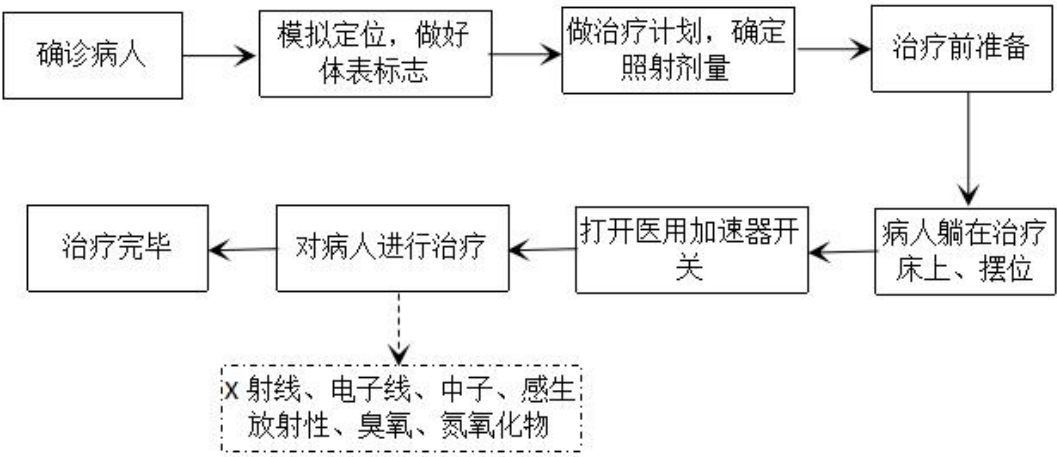 确诊病人
模拟定位，做好
体表标志
做治疗计划，确定
照射剂量
治疗前准备
病人躺在治疗
床上、摆位
打开医用加速器开
关
对病人进行治疗
治疗完毕
X 射线、电子线、中子、感生
放射性、臭氧、氮氧化物